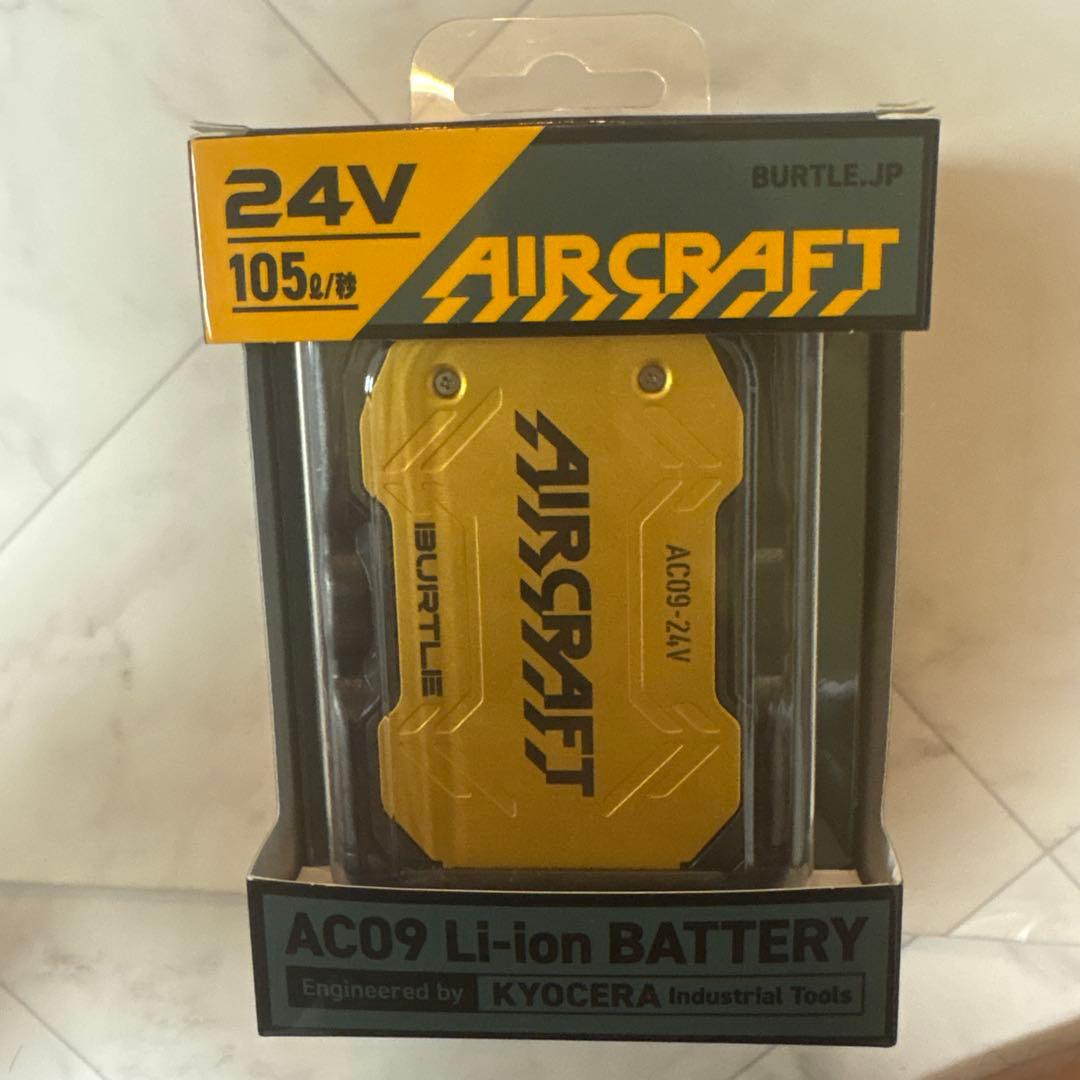 24V
105ℓ/秒
BURTLE.JP
AIRCRAFT
AIRCRAFT
BURTLE
AC09-24V
AC09 Li-ion BATTERY
Engineered by KYOCERA Industrial Tools